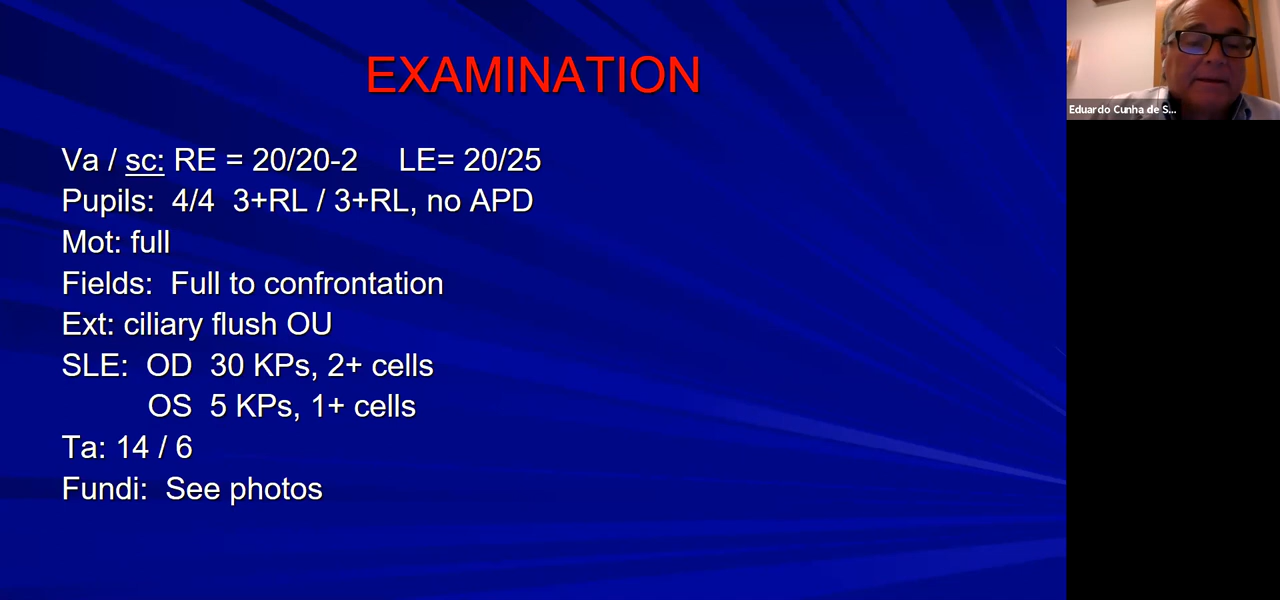 EXAMINATION
Va / sc: RE = 20/20-2 LE= 20/25
Pupils: 4/4 3+RL / 3+RL, no APD
Mot: full
Fields: Full to confrontation
Ext: ciliary flush OU
SLE: OD 30 KPs, 2+ cells
OS 5 KPs, 1+ cells
Ta: 14 / 6
Fundi: See photos
Eduardo Cunha de S...